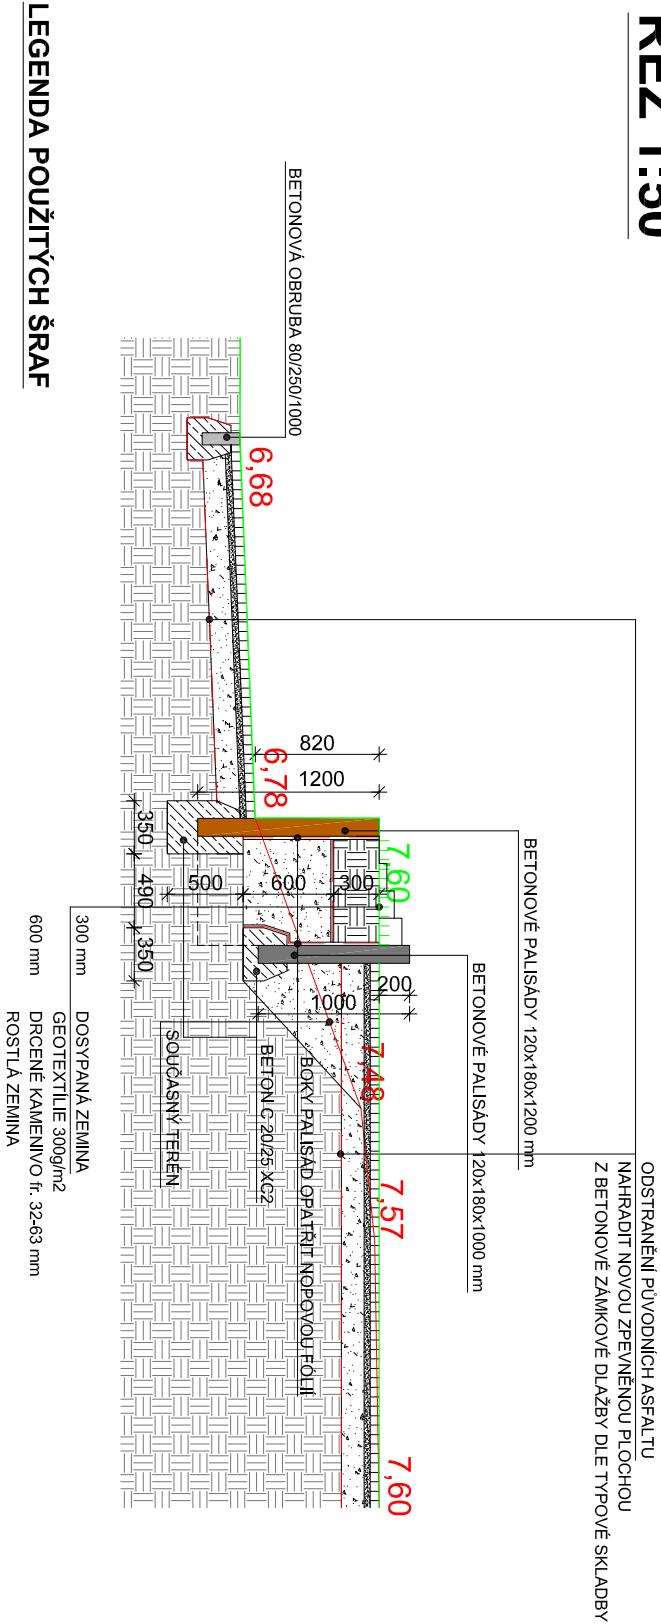 ŘEZ 1:50
ODSTRANĚNÍ PŮVODNÍCH ASFALTU
NAHRADIT NOVOU ZPEVNĚNOU PLOCHOU
Z BETONOVÉ ZÁMKOVÉ DLAŽBY DLE TYPOVÉ SKLADBY
BETONOVÉ PALISÁDY 120x180x1200 mm
BETONOVÉ PALISÁDY 120x180x1000 mm
BETONOVÁ OBRUBA 80/250/1000
6,68
6,78
7,60
7,48
7,57
7,60
820
1200
300
600
500
200
1000
350
490
350
BOKY PALISÁD OPATŘIT NOPOVOU FÓLII
BETON C 20/25 XC2
SOUČASNÝ TERÉN
300 mm DOSYPANÁ ZEMINA
GEOTEXTÍLIE 300g/m2
600 mm DRCENÉ KAMENIVO fr. 32-63 mm
ROSTLÁ ZEMINA
LEGENDA POUŽITÝCH ŠRAF